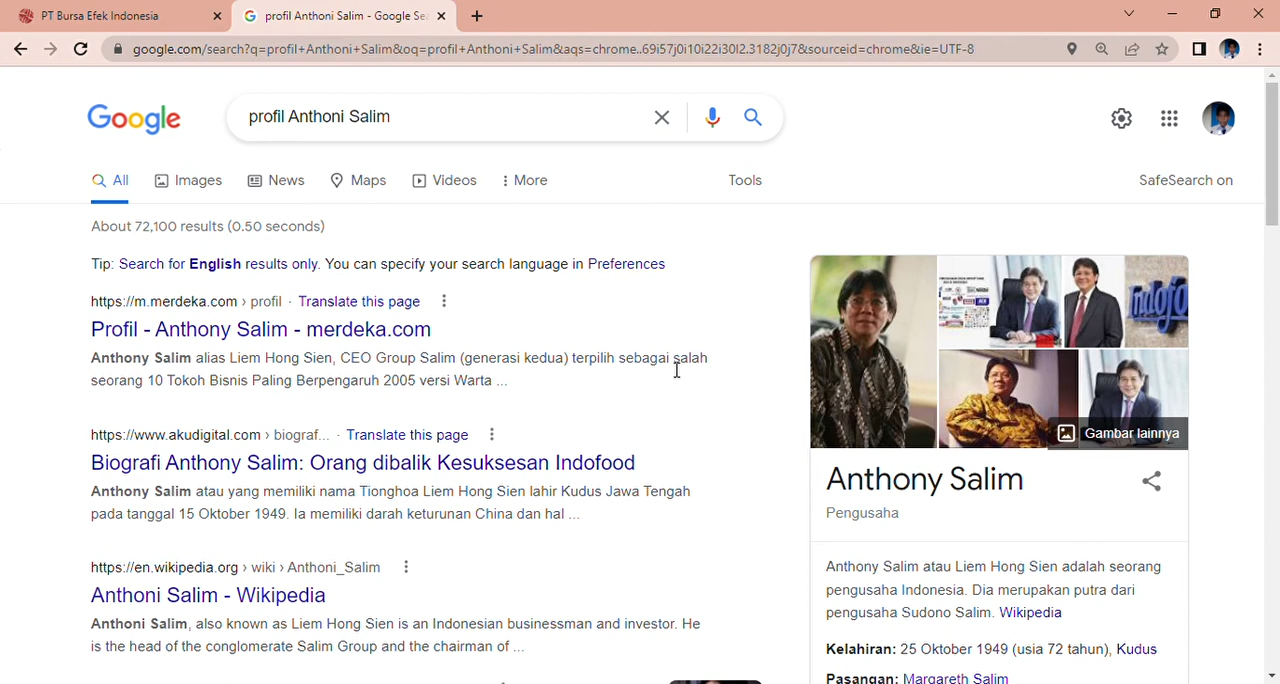 PT Bursa Efek Indonesia
profil Anthoni Salim - Google Sea
google.com/search?q=profil+Anthoni+Salim&oq=profil+Anthoni+Salim&aqs=chrome..69i57j0i10i22i30l2.3182j0j7&sourceid=chrome&ie=UTF-8
Google
profil Anthoni Salim
All
Images
News
Maps
Videos
More
Tools
SafeSearch on
About 72,100 results (0.50 seconds)
Tip: Search for English results only. You can specify your search language in Preferences
https://m.merdeka.com › profil · Translate this page
Profil - Anthony Salim - merdeka.com
Anthony Salim alias Liem Hong Sien, CEO Group Salim (generasi kedua) terpilih sebagai salah
seorang 10 Tokoh Bisnis Paling Berpengaruh 2005 versi Warta ...
https://www.akudigital.com › biograf... · Translate this page
Biografi Anthony Salim: Orang dibalik Kesuksesan Indofood
Anthony Salim atau yang memiliki nama Tionghoa Liem Hong Sien lahir Kudus Jawa Tengah
pada tanggal 15 Oktober 1949. Ia memiliki darah keturunan China dan hal ...
https://en.wikipedia.org › wiki › Anthoni_Salim
Anthoni Salim - Wikipedia
Anthoni Salim, also known as Liem Hong Sien is an Indonesian businessman and investor. He
is the head of the conglomerate Salim Group and the chairman of ...
Indofo
Gambar lainnya
Anthony Salim
Pengusaha
Anthony Salim atau Liem Hong Sien adalah seorang
pengusaha Indonesia. Dia merupakan putra dari
pengusaha Sudono Salim. Wikipedia
Kelahiran: 25 Oktober 1949 (usia 72 tahun), Kudus
Pasangan: Margareth Salim